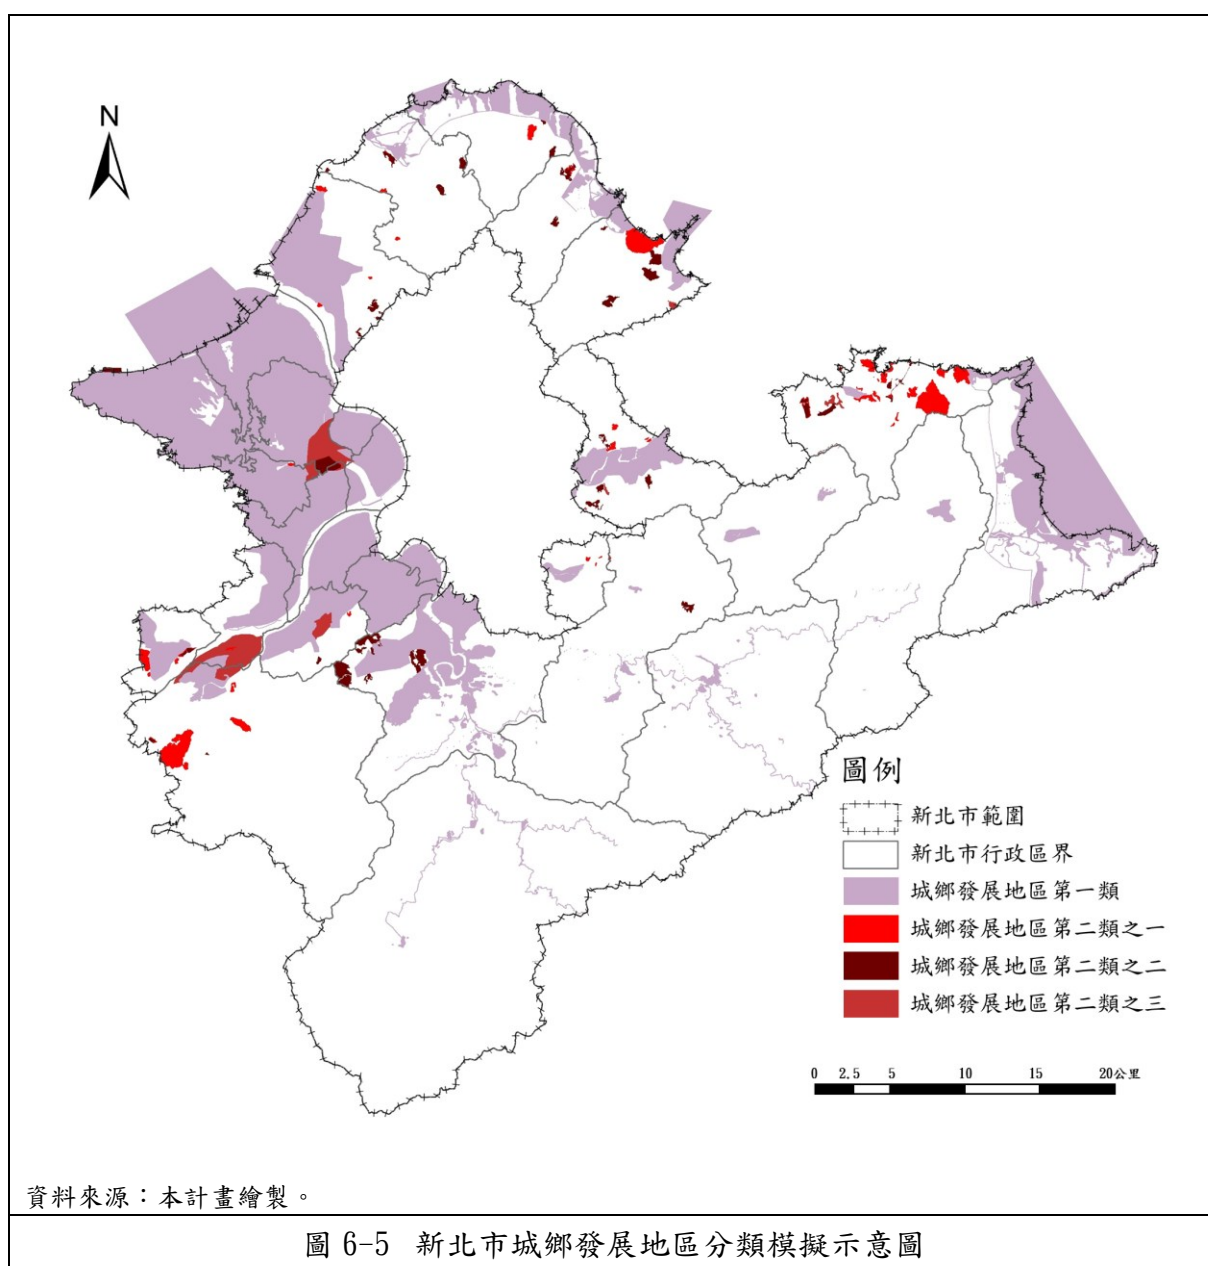 N
圖例
新北市範圍
新北市行政區界
城鄉發展地區第一類
城鄉發展地區第二類之一
城鄉發展地區第二類之二
城鄉發展地區第二類之三
0 2.5 5 10 15 20公里
資料來源：本計畫繪製。
圖 6-5 新北市城鄉發展地區分類模擬示意圖